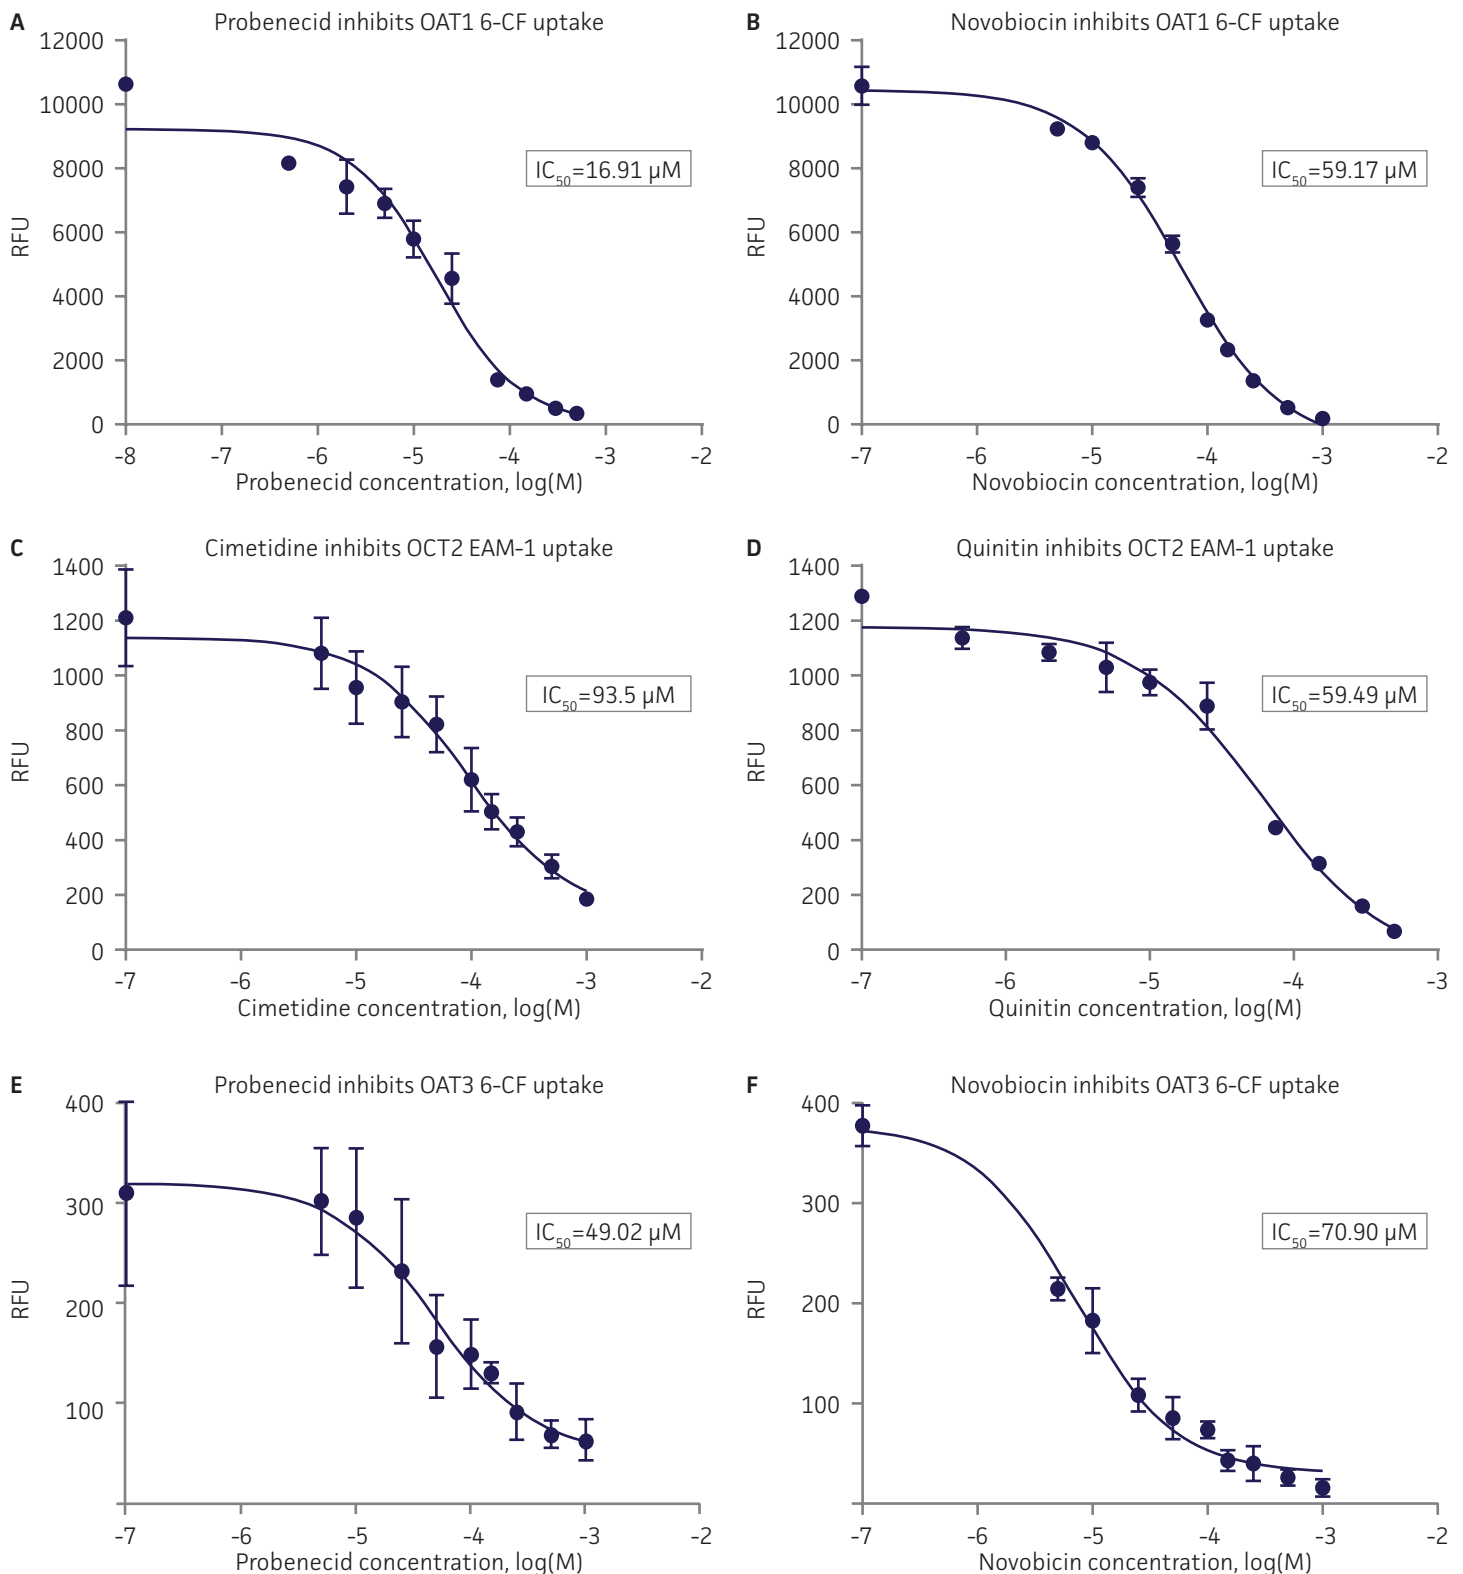 A
Probenecid inhibits OAT1 6-CF uptake
12000
10000
8000
6000
4000
2000
0
RFU
IC50=16.91 µM
-8 -7 -6 -5 -4 -3 -2
Probenecid concentration, log(M)
B
Novobiocin inhibits OAT1 6-CF uptake
12000
10000
8000
6000
4000
2000
0
RFU
IC50=59.17 µM
-7 -6 -5 -4 -3 -2
Novobiocin concentration, log(M)
C
Cimetidine inhibits OCT2 EAM-1 uptake
1400
1200
1000
800
600
400
200
0
RFU
IC50=93.5 µM
-7 -6 -5 -4 -3 -2
Cimetidine concentration, log(M)
D
Quinitin inhibits OCT2 EAM-1 uptake
1400
1200
1000
800
600
400
200
0
RFU
IC50=59.49 µM
-7 -6 -5 -4 -3
Quinitin concentration, log(M)
E
Probenecid inhibits OAT3 6-CF uptake
400
300
200
100
RFU
IC50=49.02 µM
-7 -6 -5 -4 -3 -2
Probenecid concentration, log(M)
F
Novobiocin inhibits OAT3 6-CF uptake
400
300
200
100
RFU
IC50=70.90 µM
-7 -6 -5 -4 -3 -2
Novobicin concentration, log(M)